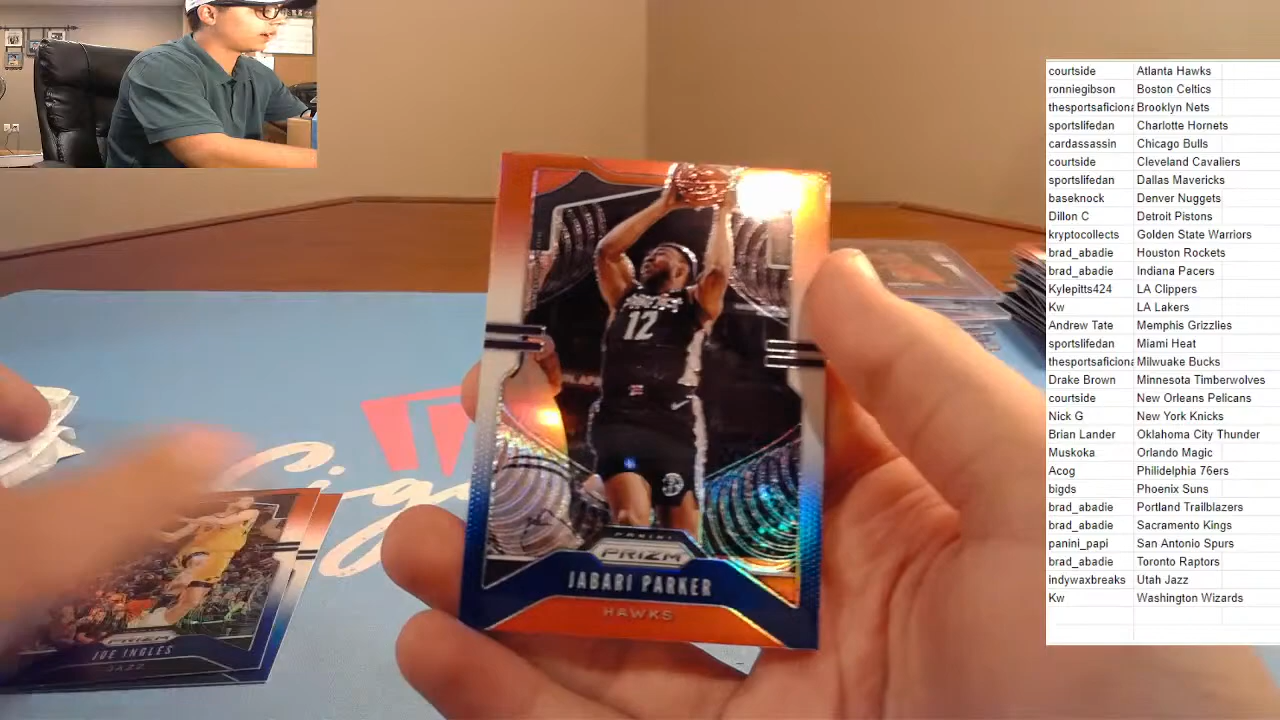 courtside Atlanta Hawks
ronniegibson Boston Celtics
thesportsaficiona Brooklyn Nets
sportslifedan Charlotte Hornets
cardassassin Chicago Bulls
courtside Cleveland Cavaliers
sportslifedan Dallas Mavericks
baseknock Denver Nuggets
Dillon C Detroit Pistons
kryptocollects Golden State Warriors
brad_abadie Houston Rockets
brad_abadie Indiana Pacers
Kylepitts424 LA Clippers
Kw LA Lakers
Andrew Tate Memphis Grizzlies
sportslifedan Miami Heat
thesportsaficiona Milwuake Bucks
Drake Brown Minnesota Timberwolves
courtside New Orleans Pelicans
Nick G New York Knicks
Brian Lander Oklahoma City Thunder
Muskoka Orlando Magic
Acog Philidelphia 76ers
bigds Phoenix Suns
brad_abadie Portland Trailblazers
brad_abadie Sacramento Kings
panini_papi San Antonio Spurs
brad_abadie Toronto Raptors
indywaxbreaks Utah Jazz
Kw Washington Wizards
12
PANINI
PRIZM
JABARI PARKER
HAWKS
PRIZM
JOE INGLES
JAZZ